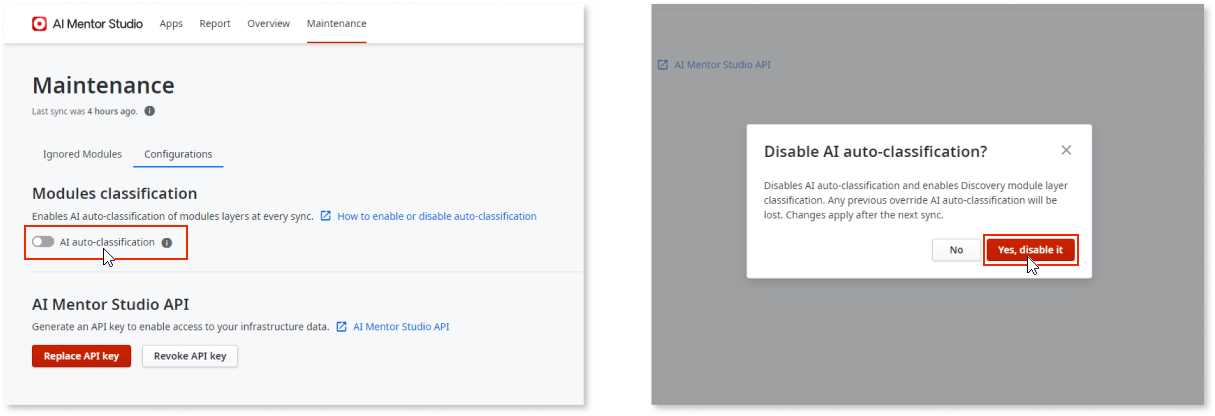 AI Mentor Studio Apps Report Overview Maintenance
Maintenance
Last sync was 4 hours ago.
Ignored Modules Configurations
Modules classification
Enables AI auto-classification of modules layers at every sync. How to enable or disable auto-classification
AI auto-classification
AI Mentor Studio API
Generate an API key to enable access to your infrastructure data. AI Mentor Studio API
Replace API key Revoke API key
AI Mentor Studio API
Disable AI auto-classification?
Disables AI auto-classification and enables Discovery module layer
classification. Any previous override AI auto-classification will be
lost. Changes apply after the next sync.
No Yes, disable it